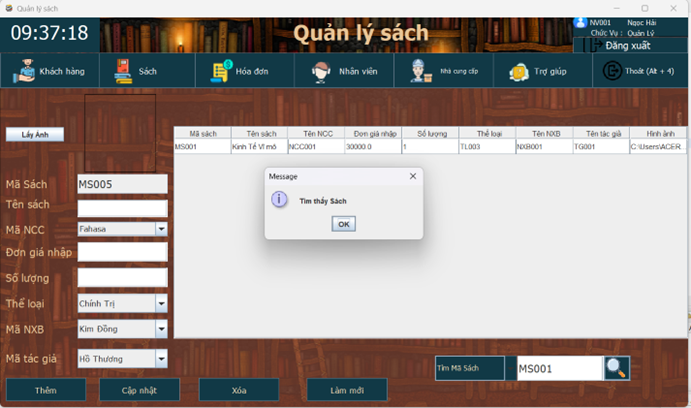 Quản lý sách
09:37:18
Quản lý sách
NV001 Ngọc Hải
Chức Vụ : Quản Lý
Đăng xuất
Khách hàng
Sách
Hóa đơn
Nhân viên
Nhà cung cấp
Trợ giúp
Thoát (Alt + 4)
Lấy Ảnh
Mã sách Tên sách Tên NCC Đơn giá nhập Số lượng Thể loại Tên NXB Tên tác giả Hình ảnh
MS001 Kinh Tế Vĩ mô NCC001 30000.0 1 TL003 NXB001 TG001 C:\Users\ACER...
Message
Tìm thấy Sách
OK
Mã Sách MS005
Tên sách
Mã NCC Fahasa
Đơn giá nhập
Số lượng
Thể loại Chính Trị
Mã NXB Kim Đồng
Mã tác giả Hồ Thương
Tìm Mã Sách MS001
Thêm
Cập nhật
Xóa
Làm mới